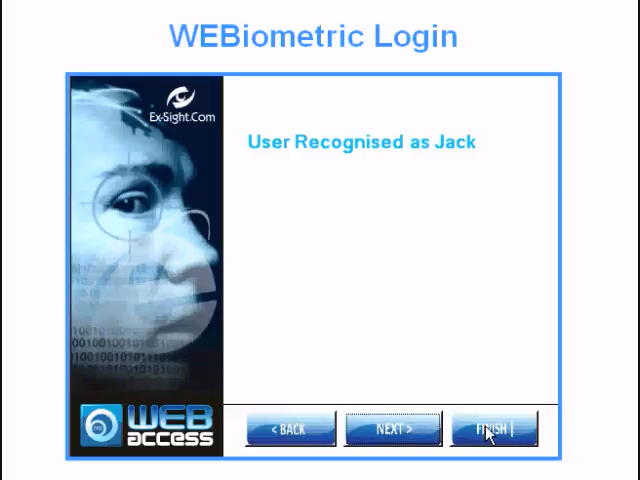 WEBiometric Login
Ex-Sight.Com
User Recognised as Jack
WEB
access
< BACK
NEXT >
FINISH |